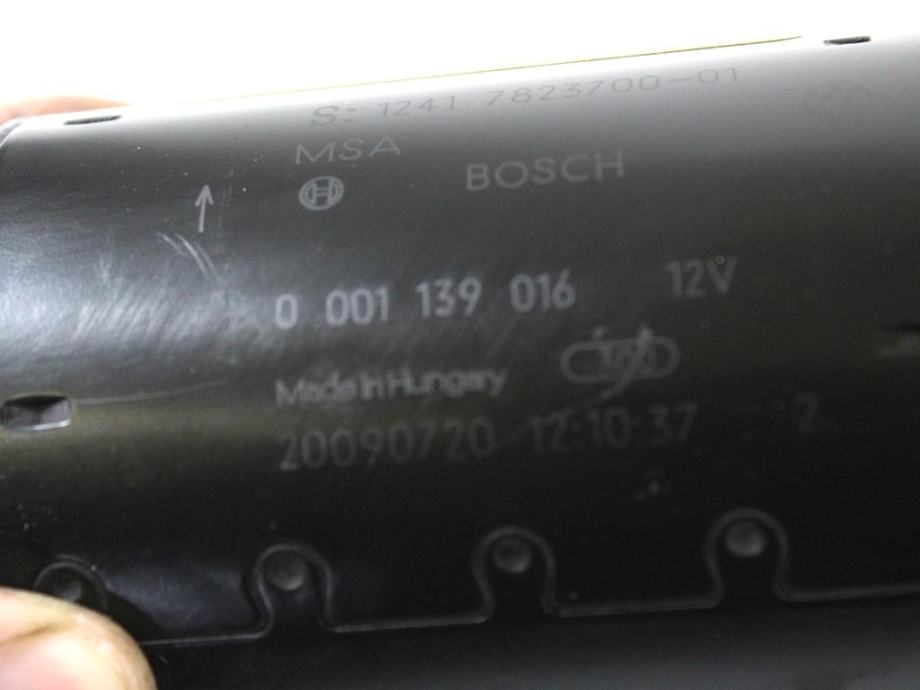 S: 1241 7823700-01
MSA
BOSCH
0 001 139 016 12V
Made in Hungary
20090720 12:10:37 2